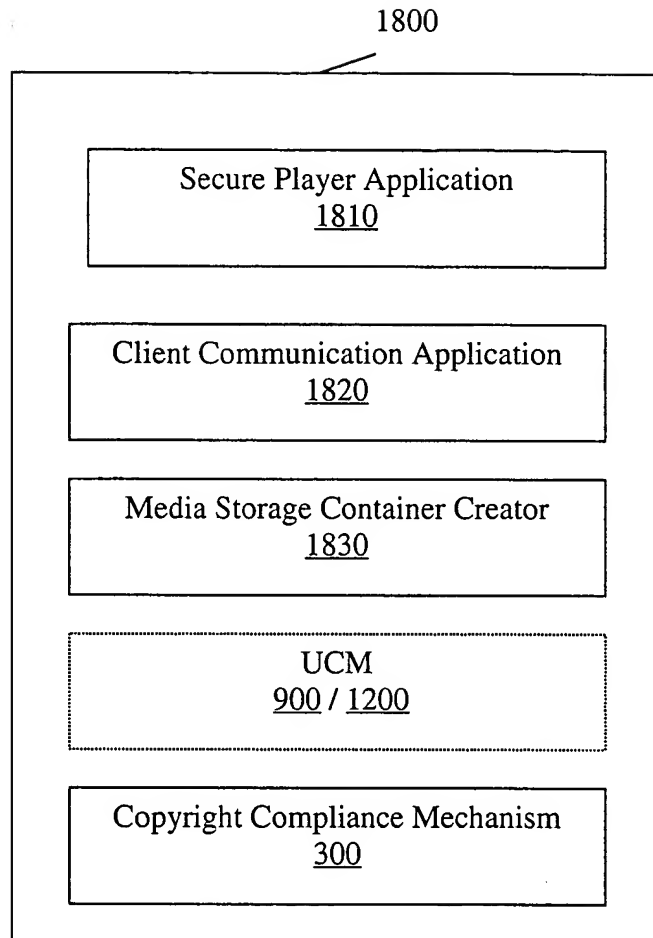 1800
Secure Player Application
1810
Client Communication Application
1820
Media Storage Container Creator
1830
UCM
900 / 1200
Copyright Compliance Mechanism
300